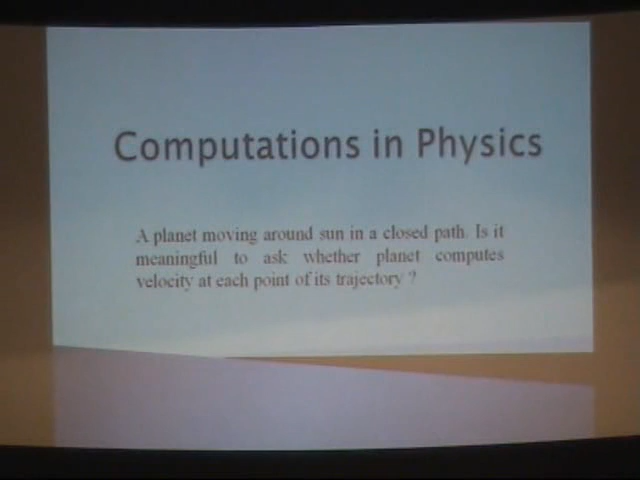 Computations in Physics
A planet moving around sun in a closed path. Is it
meaningful to ask whether planet computes
velocity at each point of its trajectory ?